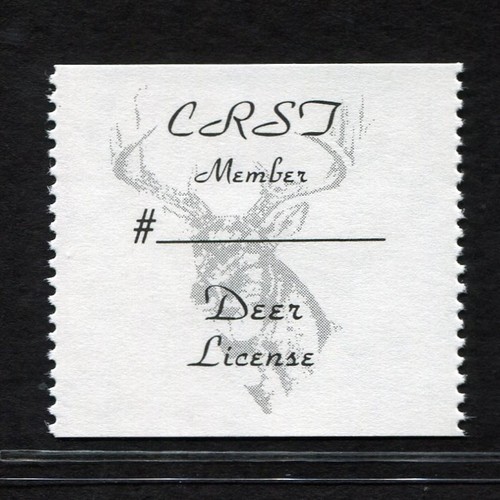 CRST
Member
#
Deer
License